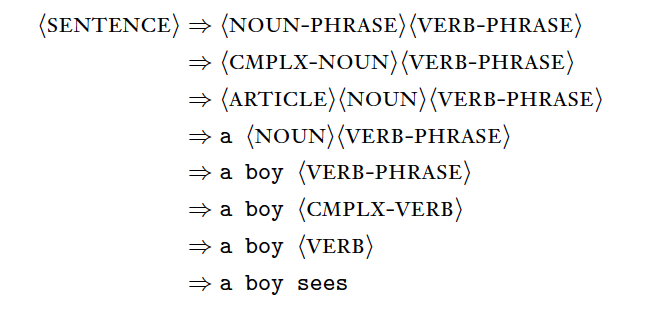 ⟨SENTENCE⟩ ⇒ ⟨NOUN-PHRASE⟩⟨VERB-PHRASE⟩
⇒ ⟨CMPLX-NOUN⟩⟨VERB-PHRASE⟩
⇒ ⟨ARTICLE⟩⟨NOUN⟩⟨VERB-PHRASE⟩
⇒ a ⟨NOUN⟩⟨VERB-PHRASE⟩
⇒ a boy ⟨VERB-PHRASE⟩
⇒ a boy ⟨CMPLX-VERB⟩
⇒ a boy ⟨VERB⟩
⇒ a boy sees